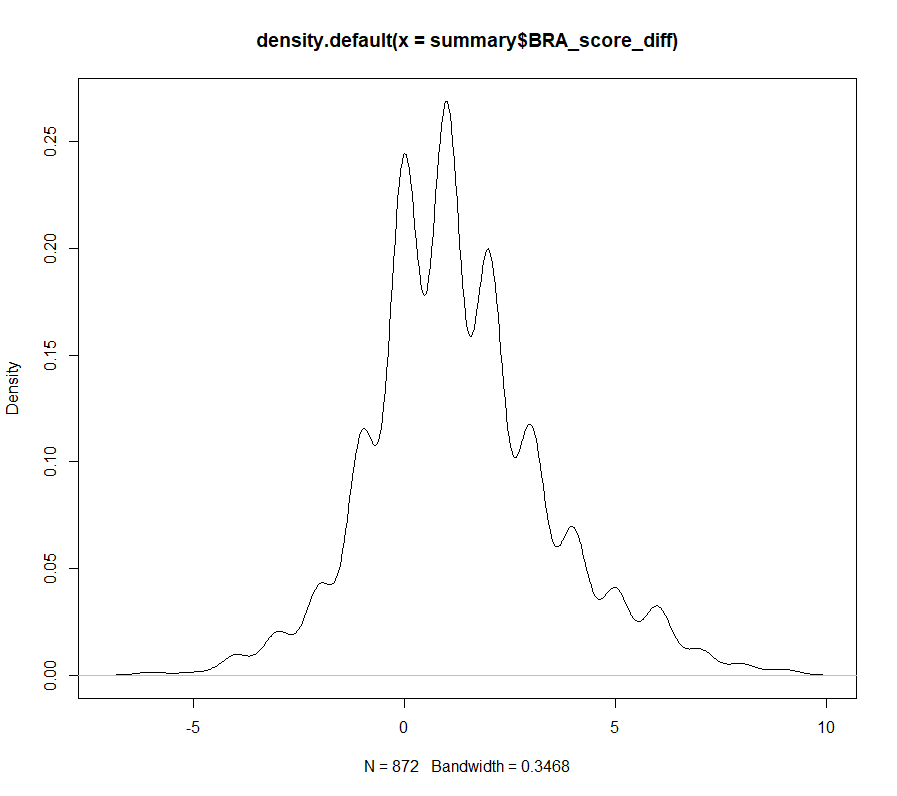 density.default(x = summary$BRA_score_diff)
Density
0.25
0.20
0.15
0.10
0.05
0.00
-5 0 5 10
N = 872 Bandwidth = 0.3468